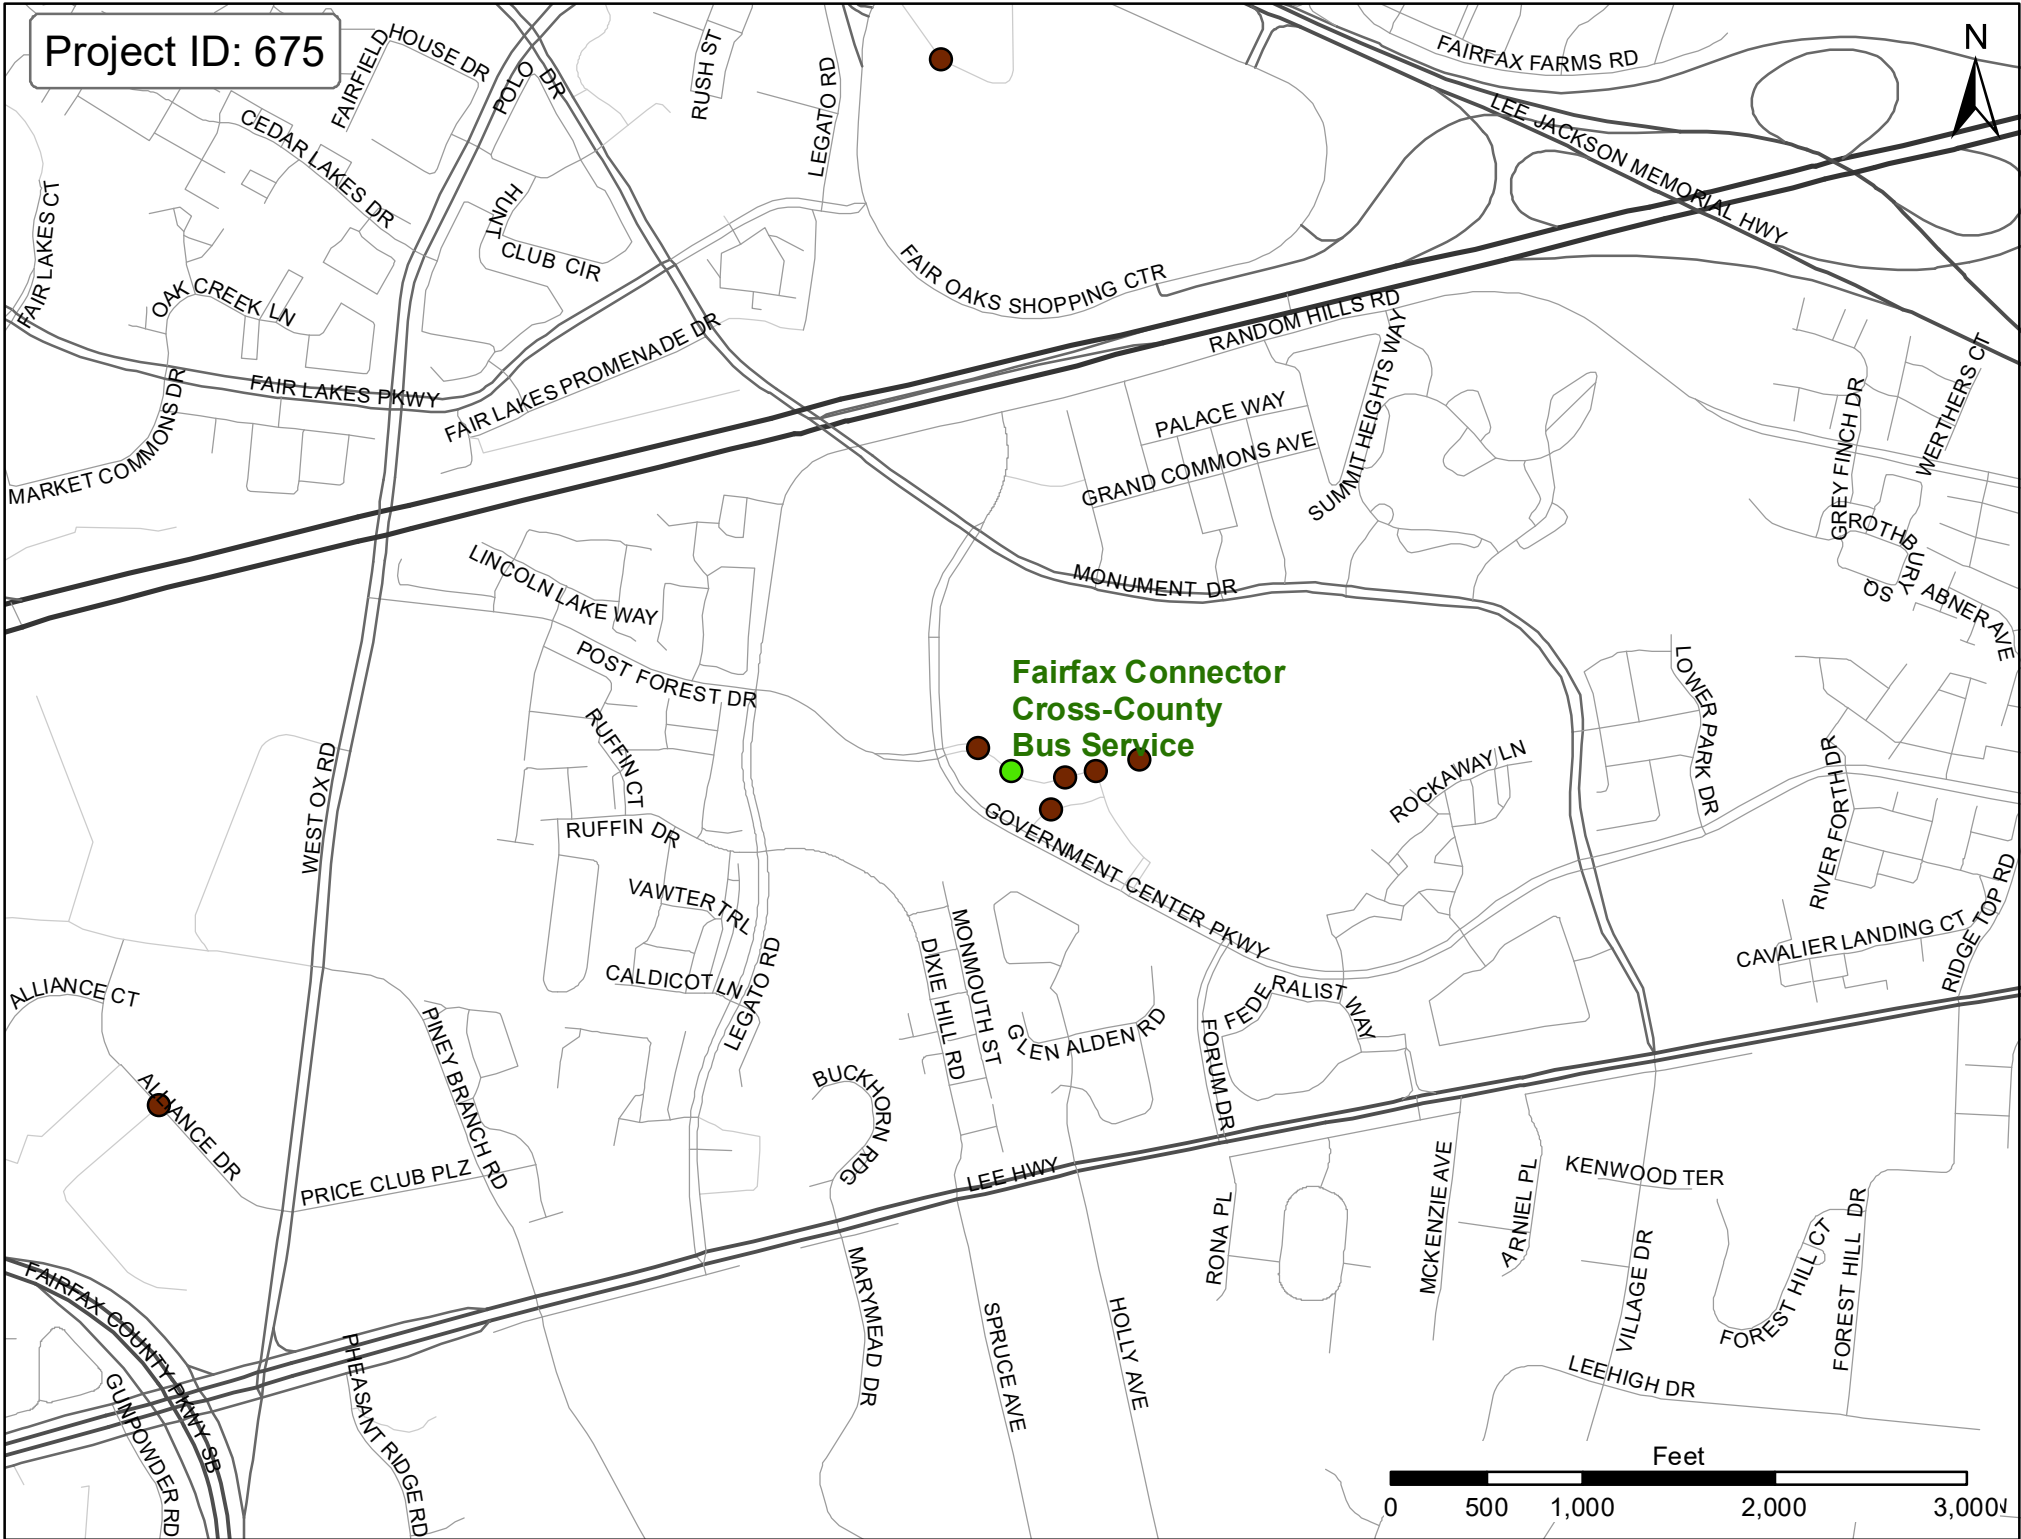 Project ID: 675
N
FAIRFIELD
HOUSE DR
POLO
DR
RUSH ST
LEGATO RD
FAIRFAX FARMS RD
LEE JACKSON MEMORIAL HWY
CEDAR LAKES DR
HUNT
CLUB CIR
FAIR LAKES CT
OAK CREEK LN
FAIR OAKS SHOPPING CTR
RANDOM HILLS RD
FAIR LAKES PKWY
FAIR LAKES PROMENADE DR
MARKET COMMONS DR
PALACE WAY
GRAND COMMONS AVE
SUMMIT HEIGHTS WAY
GREY FINCH DR
WERTHERS CT
ROTHBURY
SQ
ABNER AVE
LINCOLN LAKE WAY
MONUMENT DR
POST FOREST DR
Fairfax Connector
Cross-County
Bus Service
LOWER PARK DR
RUFFIN CT
RUFFIN DR
WEST OX RD
ROCKAWAY LN
RIVER FORTH DR
GOVERNMENT CENTER PKWY
VAWTER TRL
CALDICOT LN
LEGATO RD
DIXIE HILL RD
MONMOUTH ST
GLEN ALDEN RD
FORUM DR
FEDERALIST WAY
CAVALIER LANDING CT
RIDGE TOP RD
ALLIANCE CT
ALLIANCE DR
PINEY BRANCH RD
PRICE CLUB PLZ
BUCKHORN RDG
LEE HWY
RONA PL
MCKENZIE AVE
ARNIEL PL
KENWOOD TER
VILLAGE DR
FOREST HILL CT
FOREST HILL DR
LEEHIGH DR
MARYMEAD DR
SPRUCE AVE
HOLLY AVE
FAIRFAX COUNTY PKWY SB
GUNPOWDER RD
PHEASANT RIDGE RD
Feet
0 500 1,000 2,000 3,000